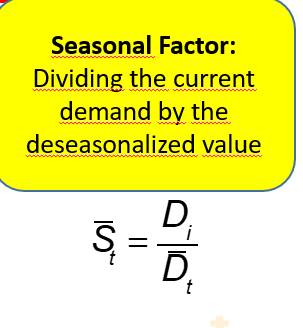 Seasonal Factor:
Dividing the current
demand by the
deseasonalized value
S̅t = Di / D̅t